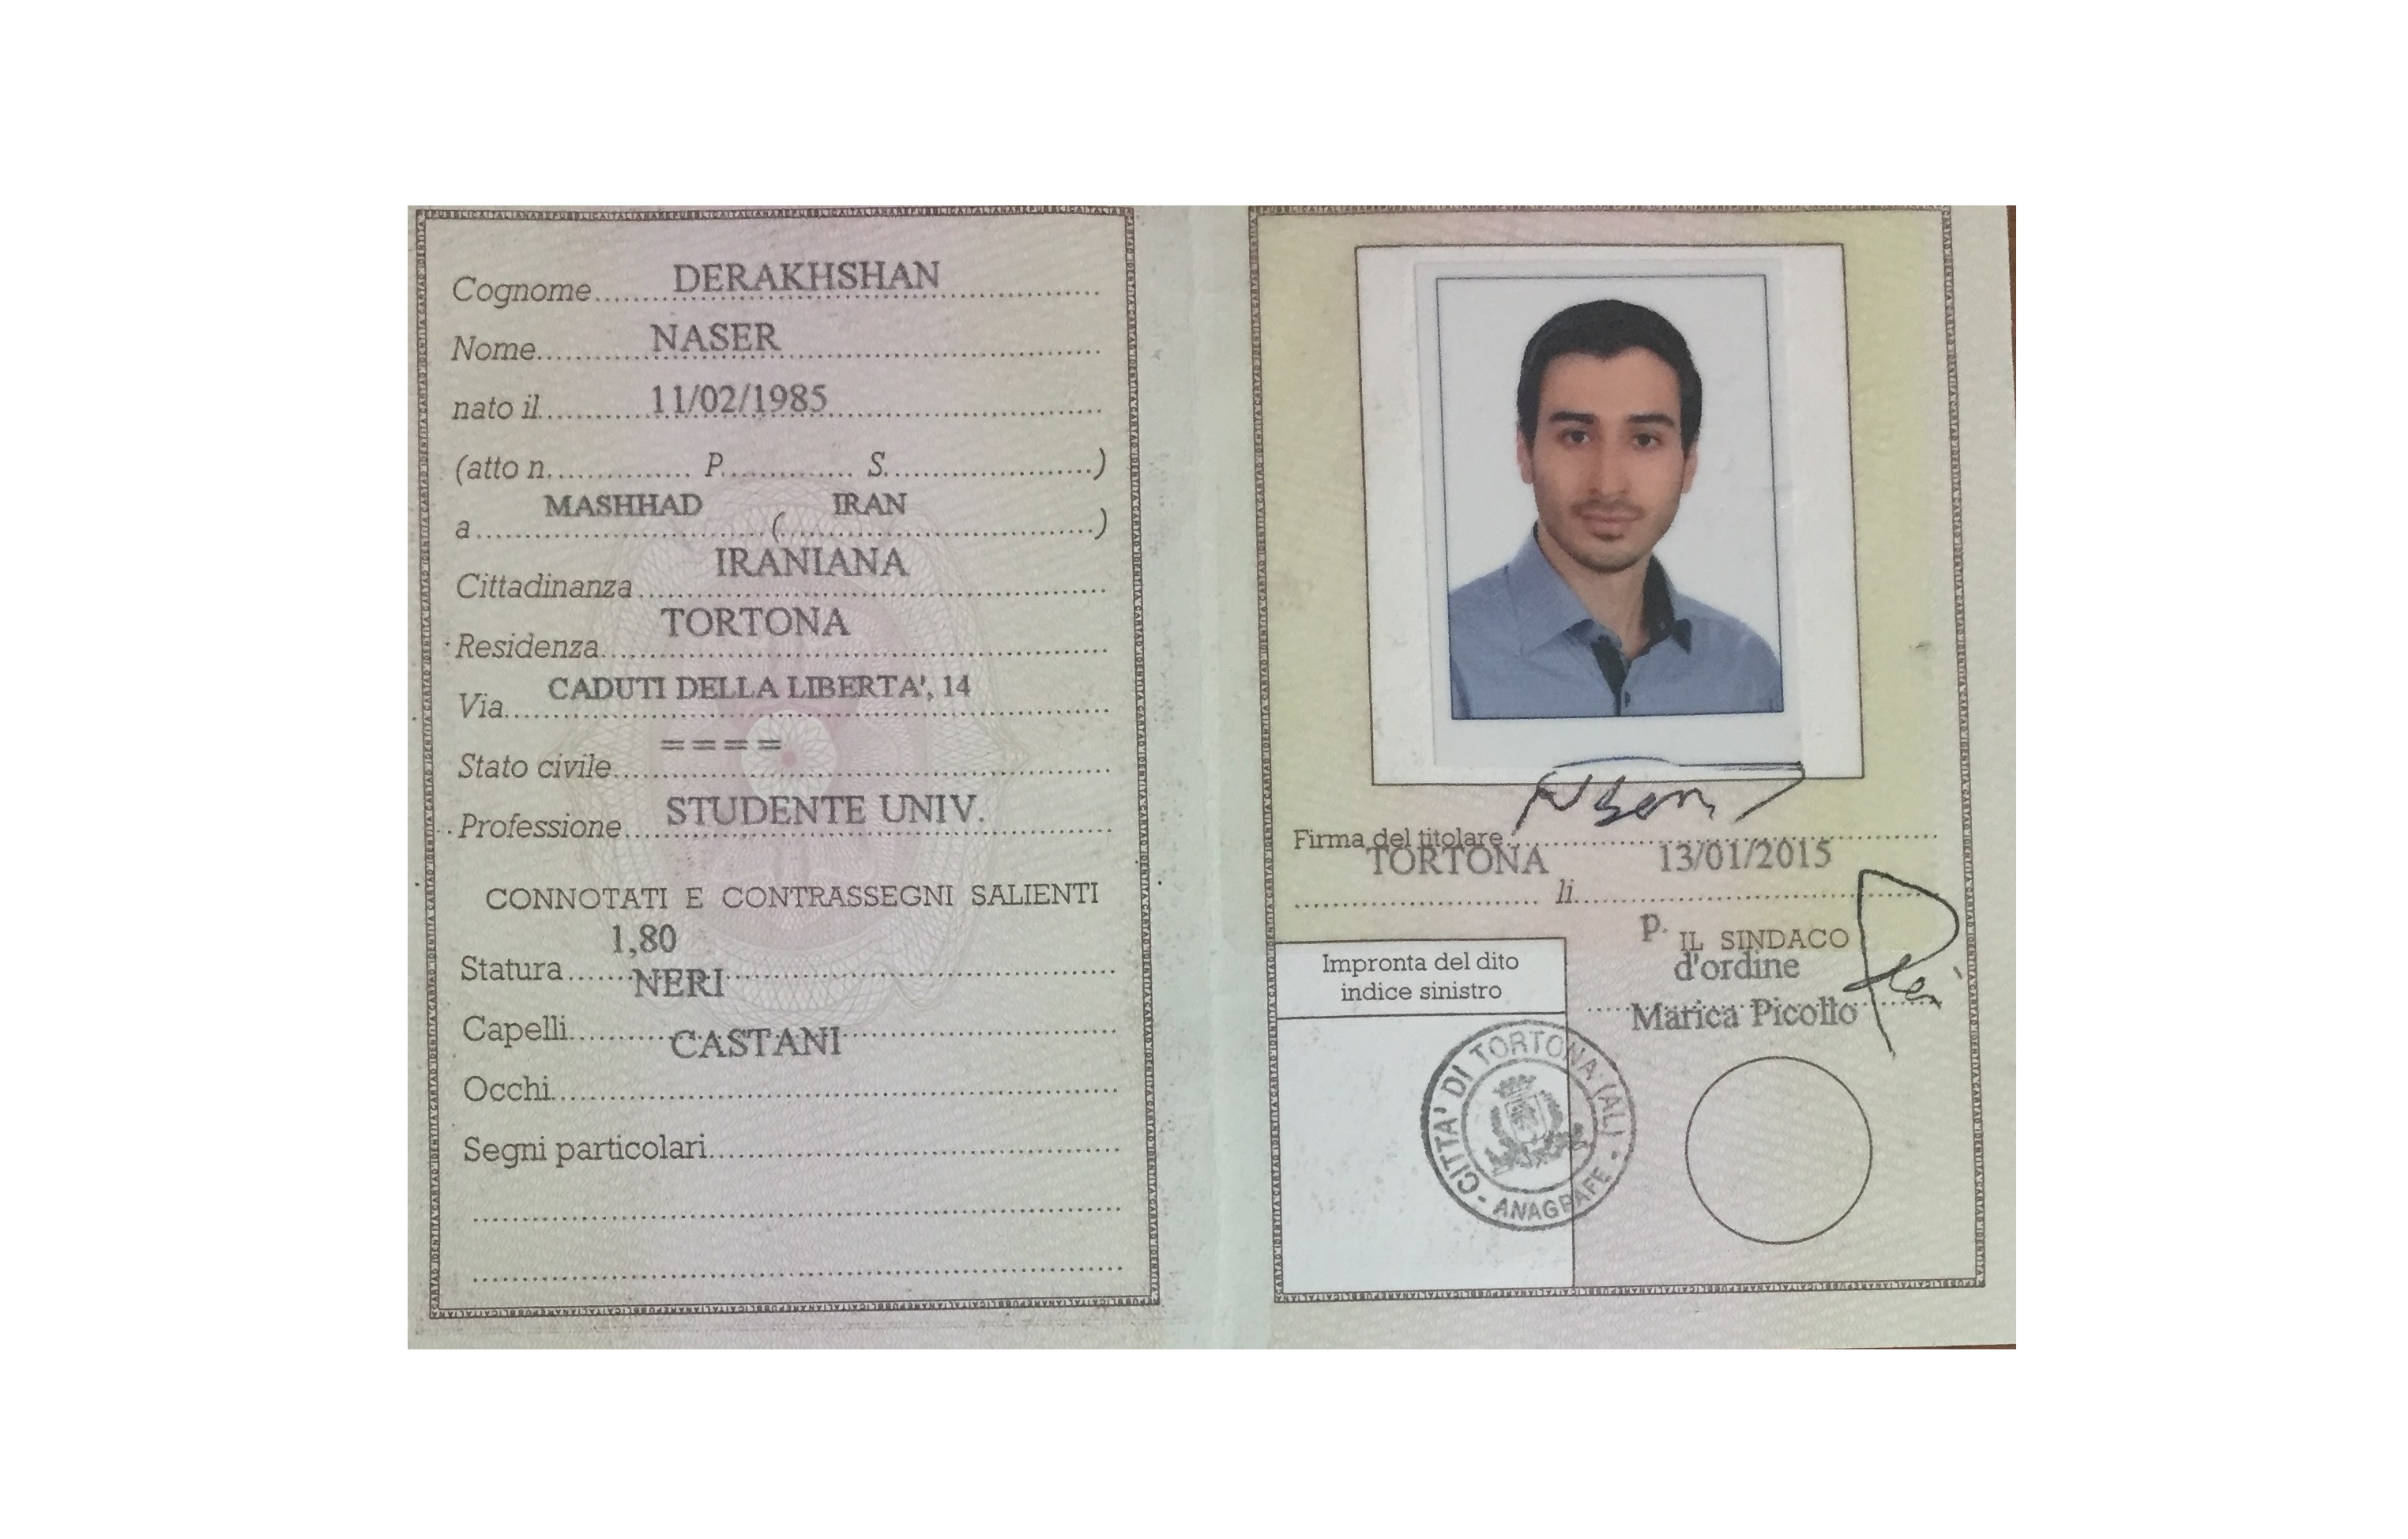 Cognome DERAKHSHAN
Nome NASER
nato il 11/02/1985
(atto n. P. S. )
a MASHHAD ( IRAN )
Cittadinanza IRANIANA
Residenza TORTONA
Via CADUTI DELLA LIBERTA', 14
Stato civile ====
Professione STUDENTE UNIV.
CONNOTATI E CONTRASSEGNI SALIENTI
Statura 1,80
Capelli NERI
Occhi CASTANI
Segni particolari
Firma del titolare
TORTONA li 13/01/2015
p. IL SINDACO
d'ordine
Marica Picollo
Impronta del dito
indice sinistro
CITTA' DI TORTONA (AL) - ANAGRAFE -